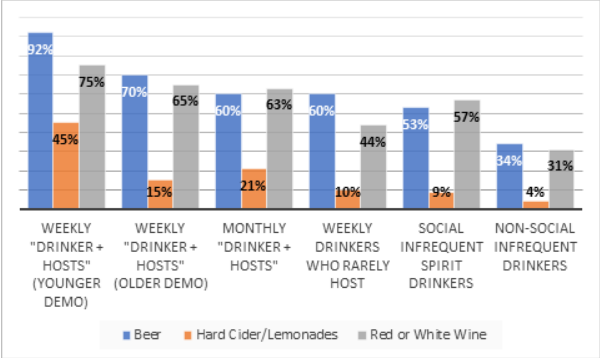 92%
45%
75%
70%
15%
65%
60%
21%
63%
60%
10%
44%
53%
9%
57%
34%
4%
31%
WEEKLY
"DRINKER +
HOSTS"
(YOUNGER
DEMO)
WEEKLY
"DRINKER +
HOSTS"
(OLDER DEMO)
MONTHLY
"DRINKER +
HOSTS"
WEEKLY
DRINKERS
WHO RARELY
HOST
SOCIAL
INFREQUENT
SPIRIT
DRINKERS
NON-SOCIAL
INFREQUENT
DRINKERS
Beer
Hard Cider/Lemonades
Red or White Wine